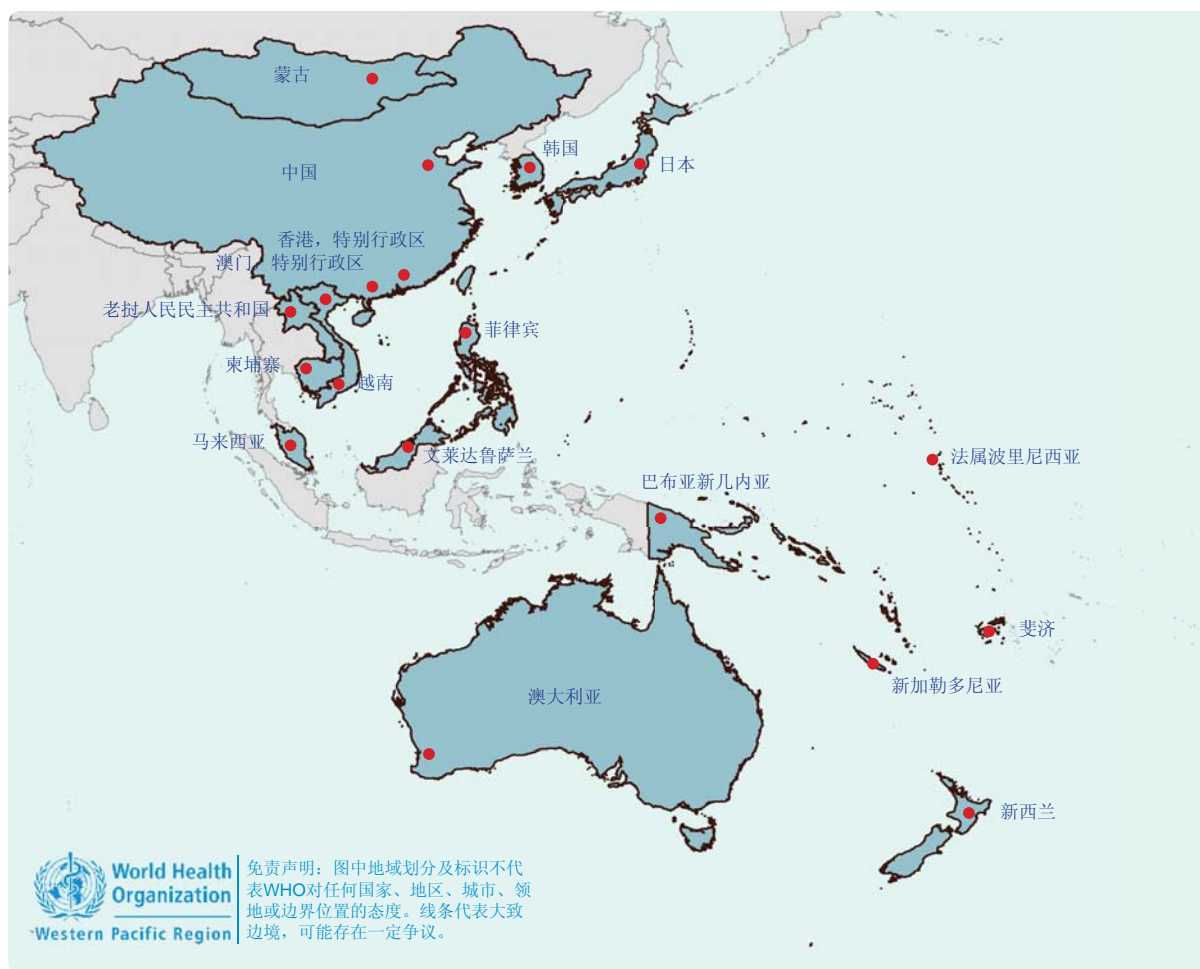 蒙古
韩国
日本
中国
香港，特别行政区
澳门，特别行政区
老挝人民民主共和国
菲律宾
柬埔寨
越南
马来西亚
文莱达鲁萨兰
法属波里尼西亚
巴布亚新几内亚
斐济
新加勒多尼亚
澳大利亚
新西兰
World Health
Organization
Western Pacific Region
免责声明：图中地域划分及标识不代
表WHO对任何国家、地区、城市、领
地或边界位置的态度。线条代表大致
边境，可能存在一定争议。